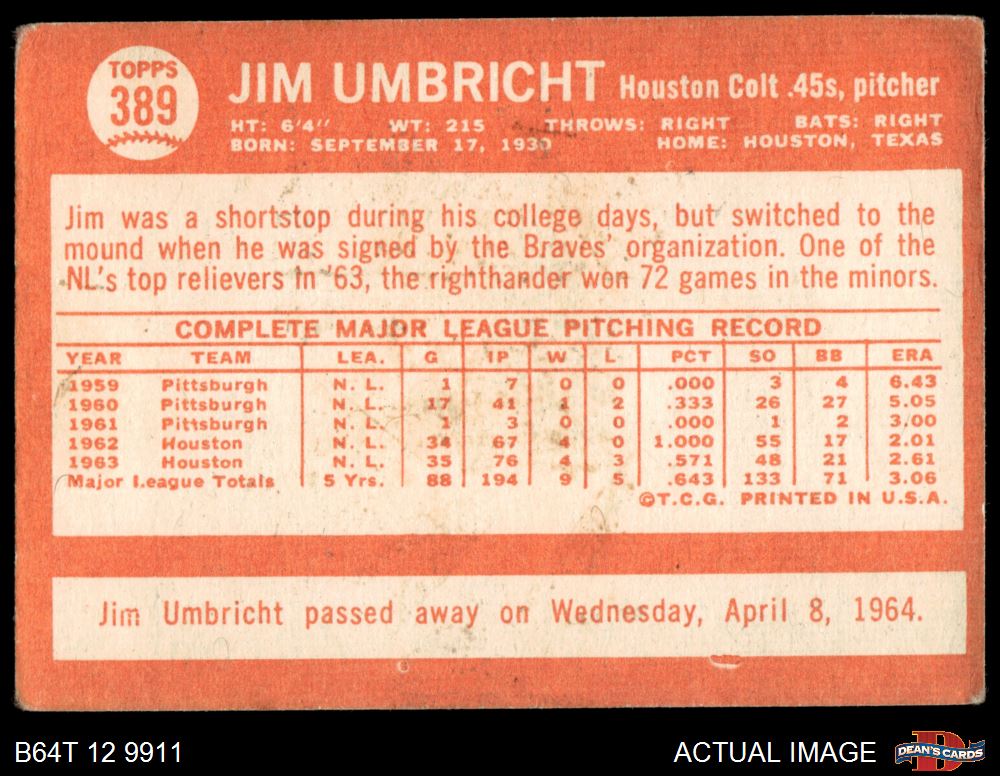 TOPPS
389
JIM UMBRICHT Houston Colt .45s, pitcher
HT: 6'4" WT: 215 THROWS: RIGHT BATS: RIGHT
BORN: SEPTEMBER 17, 1930 HOME: HOUSTON, TEXAS
Jim was a shortstop during his college days, but switched to the
mound when he was signed by the Braves' organization. One of the
NL's top relievers in '63, the righthander won 72 games in the minors.
COMPLETE MAJOR LEAGUE PITCHING RECORD
YEAR TEAM LEA. G IP W L PCT SO BB ERA
1959 Pittsburgh N. L. 1 7 0 0 .000 3 4 6.43
1960 Pittsburgh N. L. 17 41 1 2 .333 26 27 5.05
1961 Pittsburgh N. L. 1 3 0 0 .000 1 2 3.00
1962 Houston N. L. 34 67 4 0 1.000 55 17 2.01
1963 Houston N. L. 35 76 4 3 .571 48 21 2.61
Major League Totals 5 Yrs. 88 194 9 5 .643 133 71 3.06
©T.C.G. PRINTED IN U.S.A.
Jim Umbricht passed away on Wednesday, April 8, 1964.
B64T 12 9911 ACTUAL IMAGE DEAN'S CARDS